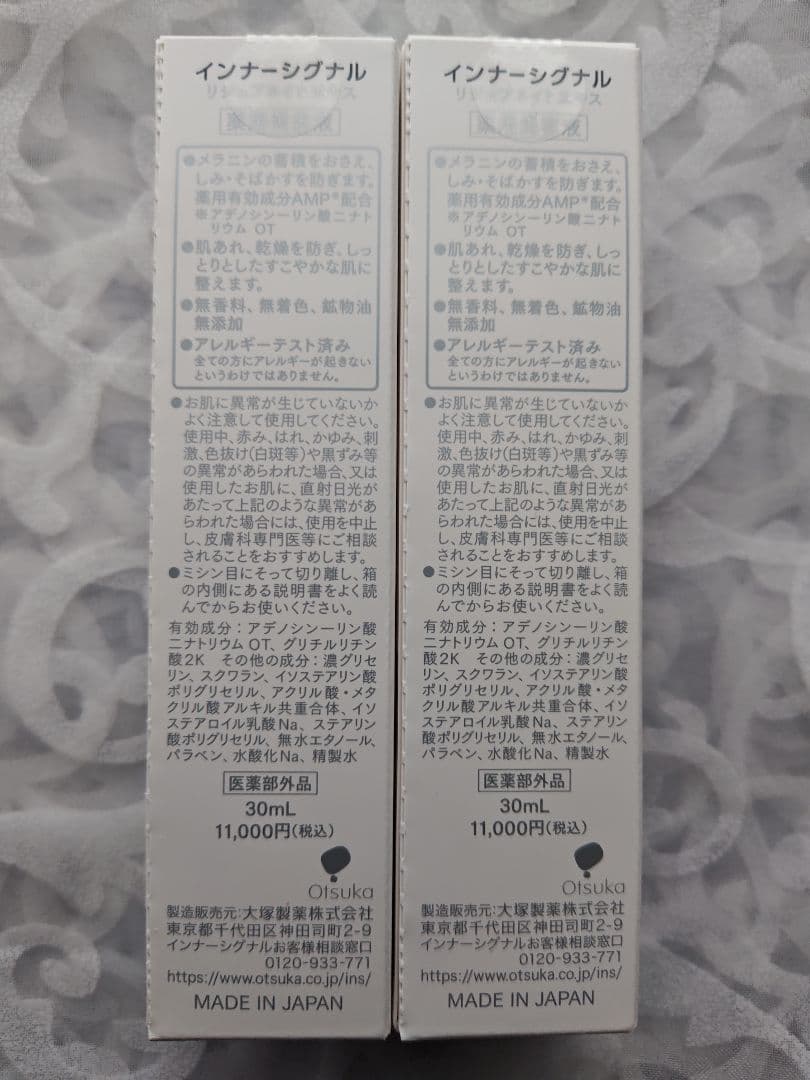 インナーシグナル
リジュブネイトエキス
薬用美容液
●メラニンの蓄積をおさえ、
しみ・そばかすを防ぎます。
薬用有効成分AMP※配合
※アデノシン一リン酸二ナト
リウム OT
●肌あれ、乾燥を防ぎ、しっ
とりとしたすこやかな肌に
整えます。
●無香料、無着色、鉱物油
無添加
●アレルギーテスト済み
全ての方にアレルギーが起きない
というわけではありません。
●お肌に異常が生じていないか
よく注意して使用してください。
使用中、赤み、はれ、かゆみ、刺
激、色抜け(白斑等)や黒ずみ等
の異常があらわれた場合、又は
使用したお肌に、直射日光が
あたって上記のような異常があ
らわれた場合には、使用を中止
し、皮膚科専門医等にご相談
されることをおすすめします。
●ミシン目にそって切り離し、箱
の内側にある説明書をよく読
んでからお使いください。
有効成分：アデノシン一リン酸
二ナトリウム OT、グリチルリチン
酸2K その他の成分：濃グリセ
リン、スクワラン、イソステアリン酸
ポリグリセリル、アクリル酸・メタ
クリル酸アルキル共重合体、イソ
ステアロイル乳酸Na、ステアリン
酸ポリグリセリル、無水エタノール、
パラベン、水酸化Na、精製水
医薬部外品
30mL
11,000円(税込)
Otsuka
製造販売元：大塚製薬株式会社
東京都千代田区神田司町2-9
インナーシグナルお客様相談窓口
0120-933-771
https://www.otsuka.co.jp/ins/
MADE IN JAPAN
インナーシグナル
薬用美容液
●メラニンの蓄積をおさえ、
しみ・そばかすを防ぎます。
薬用有効成分AMP※配合
※アデノシン一リン酸二ナト
リウム OT
●肌あれ、乾燥を防ぎ、しっ
とりとしたすこやかな肌に
整えます。
●無香料、無着色、鉱物油
無添加
●アレルギーテスト済み
全ての方にアレルギーが起きない
というわけではありません。
●お肌に異常が生じていないか
よく注意して使用してください。
使用中、赤み、はれ、かゆみ、刺
激、色抜け(白斑等)や黒ずみ等
の異常があらわれた場合、又は
使用したお肌に、直射日光が
あたって上記のような異常があ
らわれた場合には、使用を中止
し、皮膚科専門医等にご相談
されることをおすすめします。
●ミシン目にそって切り離し、箱
の内側にある説明書をよく読
んでからお使いください。
有効成分：アデノシン一リン酸
二ナトリウム OT、グリチルリチン
酸2K その他の成分：濃グリセ
リン、スクワラン、イソステアリン酸
ポリグリセリル、アクリル酸・メタ
クリル酸アルキル共重合体、イソ
ステアロイル乳酸Na、ステアリン
酸ポリグリセリル、無水エタノール、
パラベン、水酸化Na、精製水
医薬部外品
30mL
11,000円(税込)
Otsuka
製造販売元：大塚製薬株式会社
東京都千代田区神田司町2-9
インナーシグナルお客様相談窓口
0120-933-771
https://www.otsuka.co.jp/ins/
MADE IN JAPAN